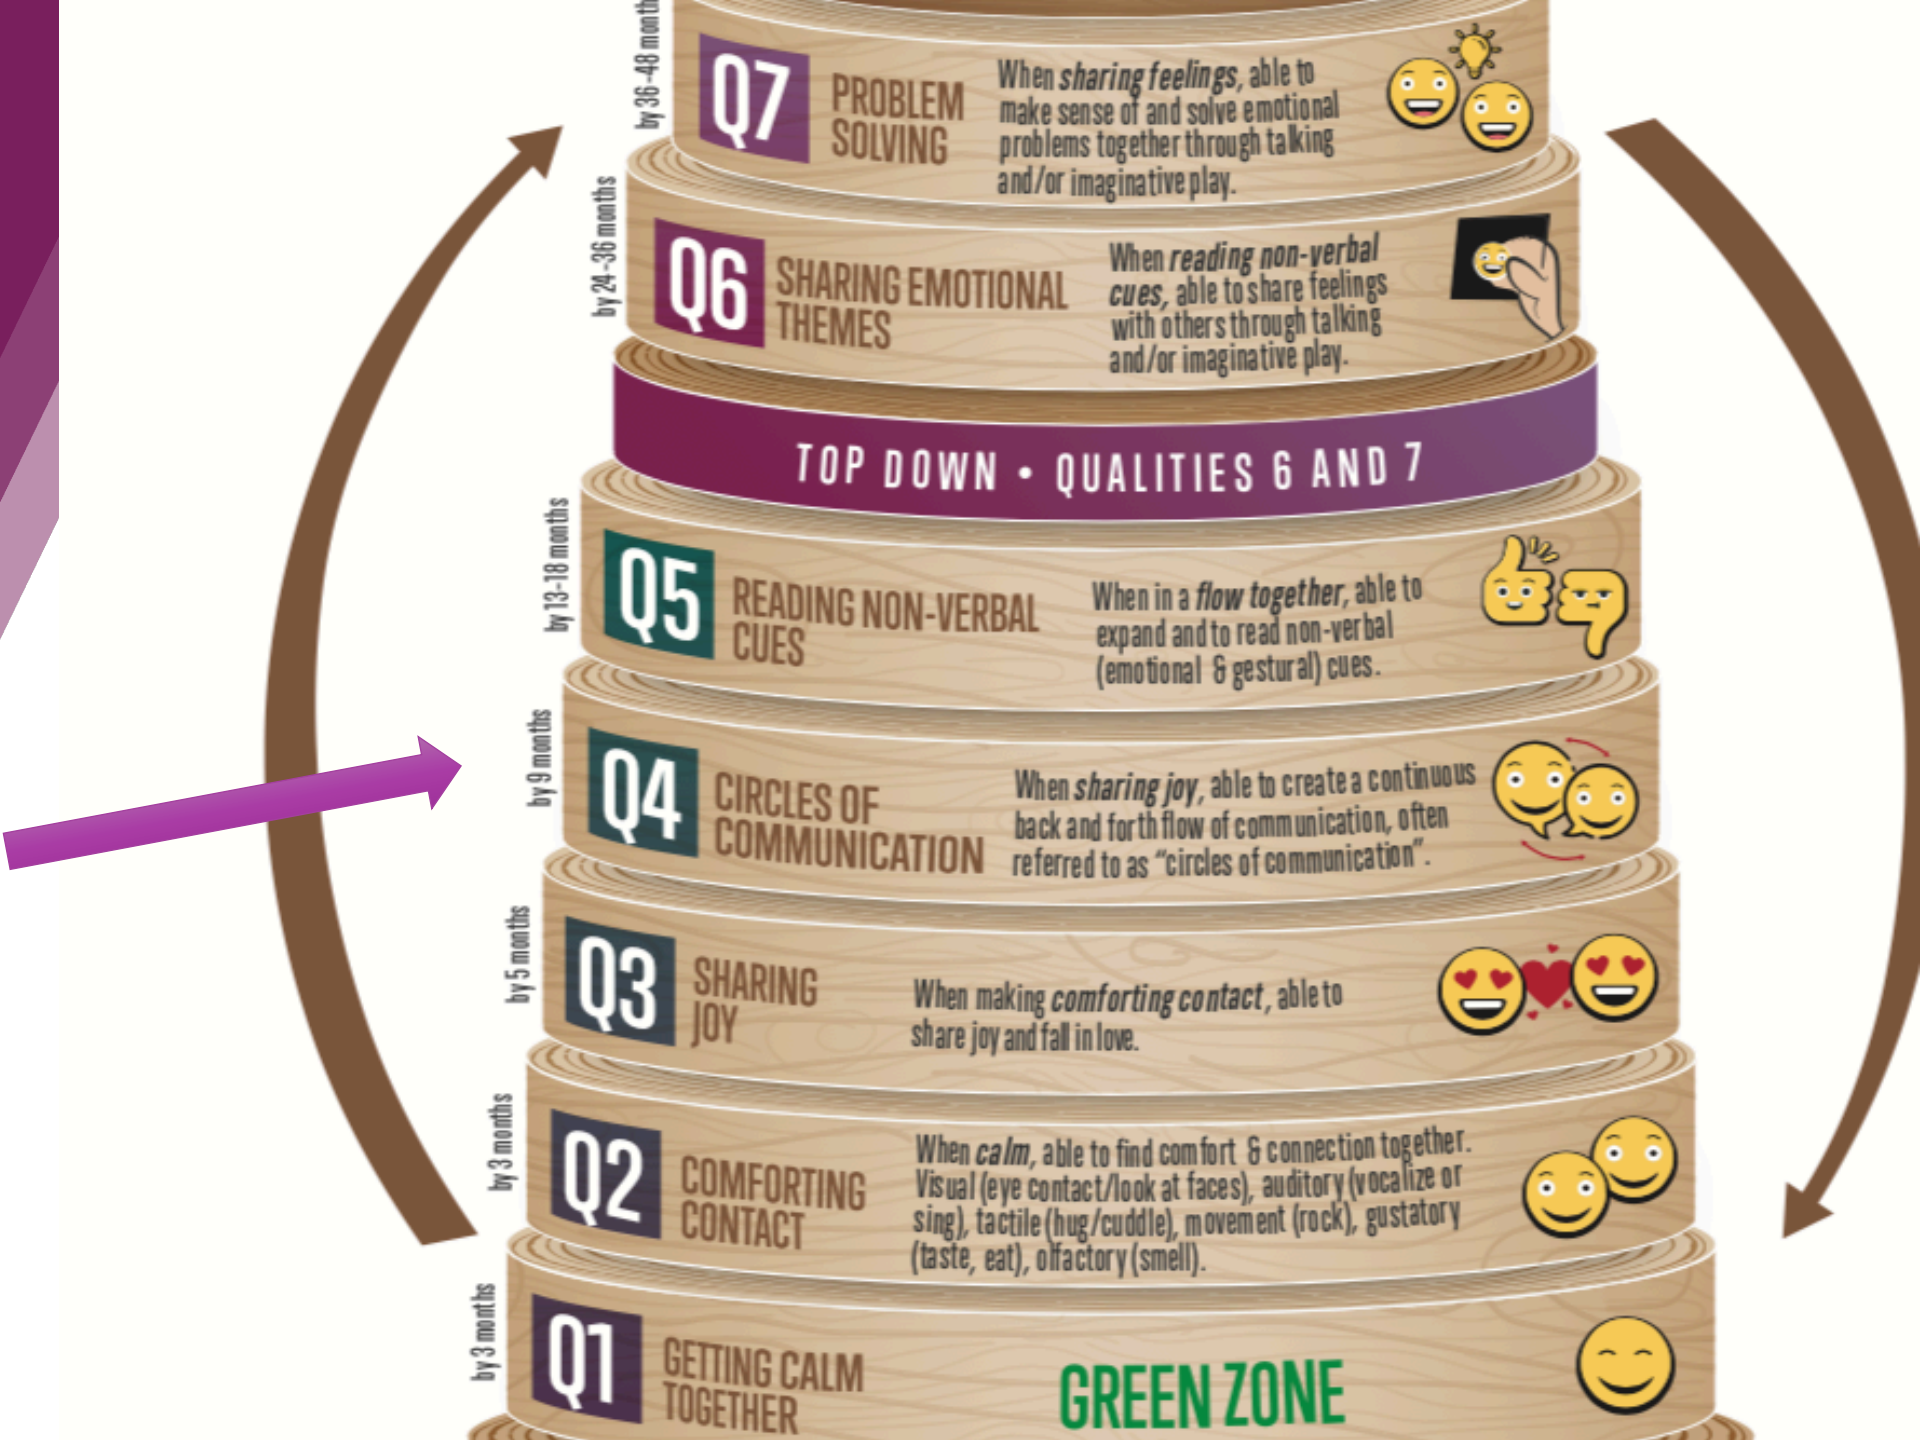 by 36-48 months
Q7
PROBLEM
SOLVING
When sharing feelings, able to
make sense of and solve emotional
problems together through talking
and/or imaginative play.
by 24-36 months
Q6
SHARING EMOTIONAL
THEMES
When reading non-verbal
cues, able to share feelings
with others through talking
and/or imaginative play.
TOP DOWN • QUALITIES 6 AND 7
by 13-18 months
Q5
READING NON-VERBAL
CUES
When in a flow together, able to
expand and to read non-verbal
(emotional & gestural) cues.
by 9 months
Q4
CIRCLES OF
COMMUNICATION
When sharing joy, able to create a continuous
back and forth flow of communication, often
referred to as “circles of communication”.
by 5 months
Q3
SHARING
JOY
When making comforting contact, able to
share joy and fall in love.
by 3 months
Q2
COMFORTING
CONTACT
When calm, able to find comfort & connection together.
Visual (eye contact/look at faces), auditory (vocalize or
sing), tactile (hug/cuddle), movement (rock), gustatory
(taste, eat), olfactory (smell).
by 3 months
Q1
GETTING CALM
TOGETHER
GREEN ZONE